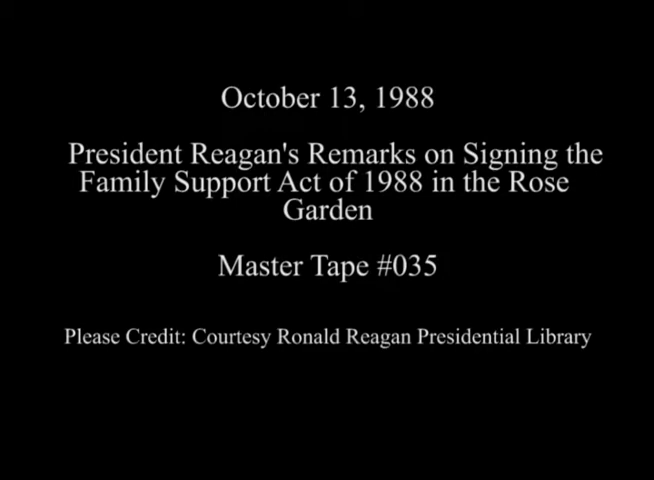 October 13, 1988
President Reagan's Remarks on Signing the
Family Support Act of 1988 in the Rose
Garden
Master Tape #035
Please Credit: Courtesy Ronald Reagan Presidential Library